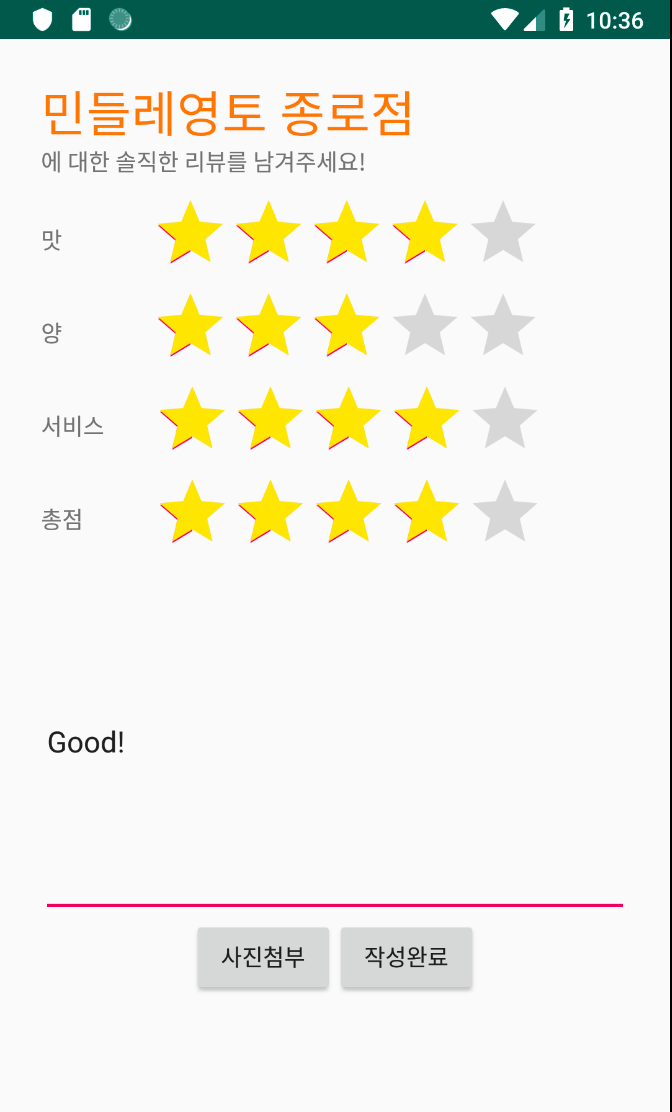 10:36
민들레영토 종로점
에 대한 솔직한 리뷰를 남겨주세요!
맛
양
서비스
총점
Good!
사진첨부 작성완료